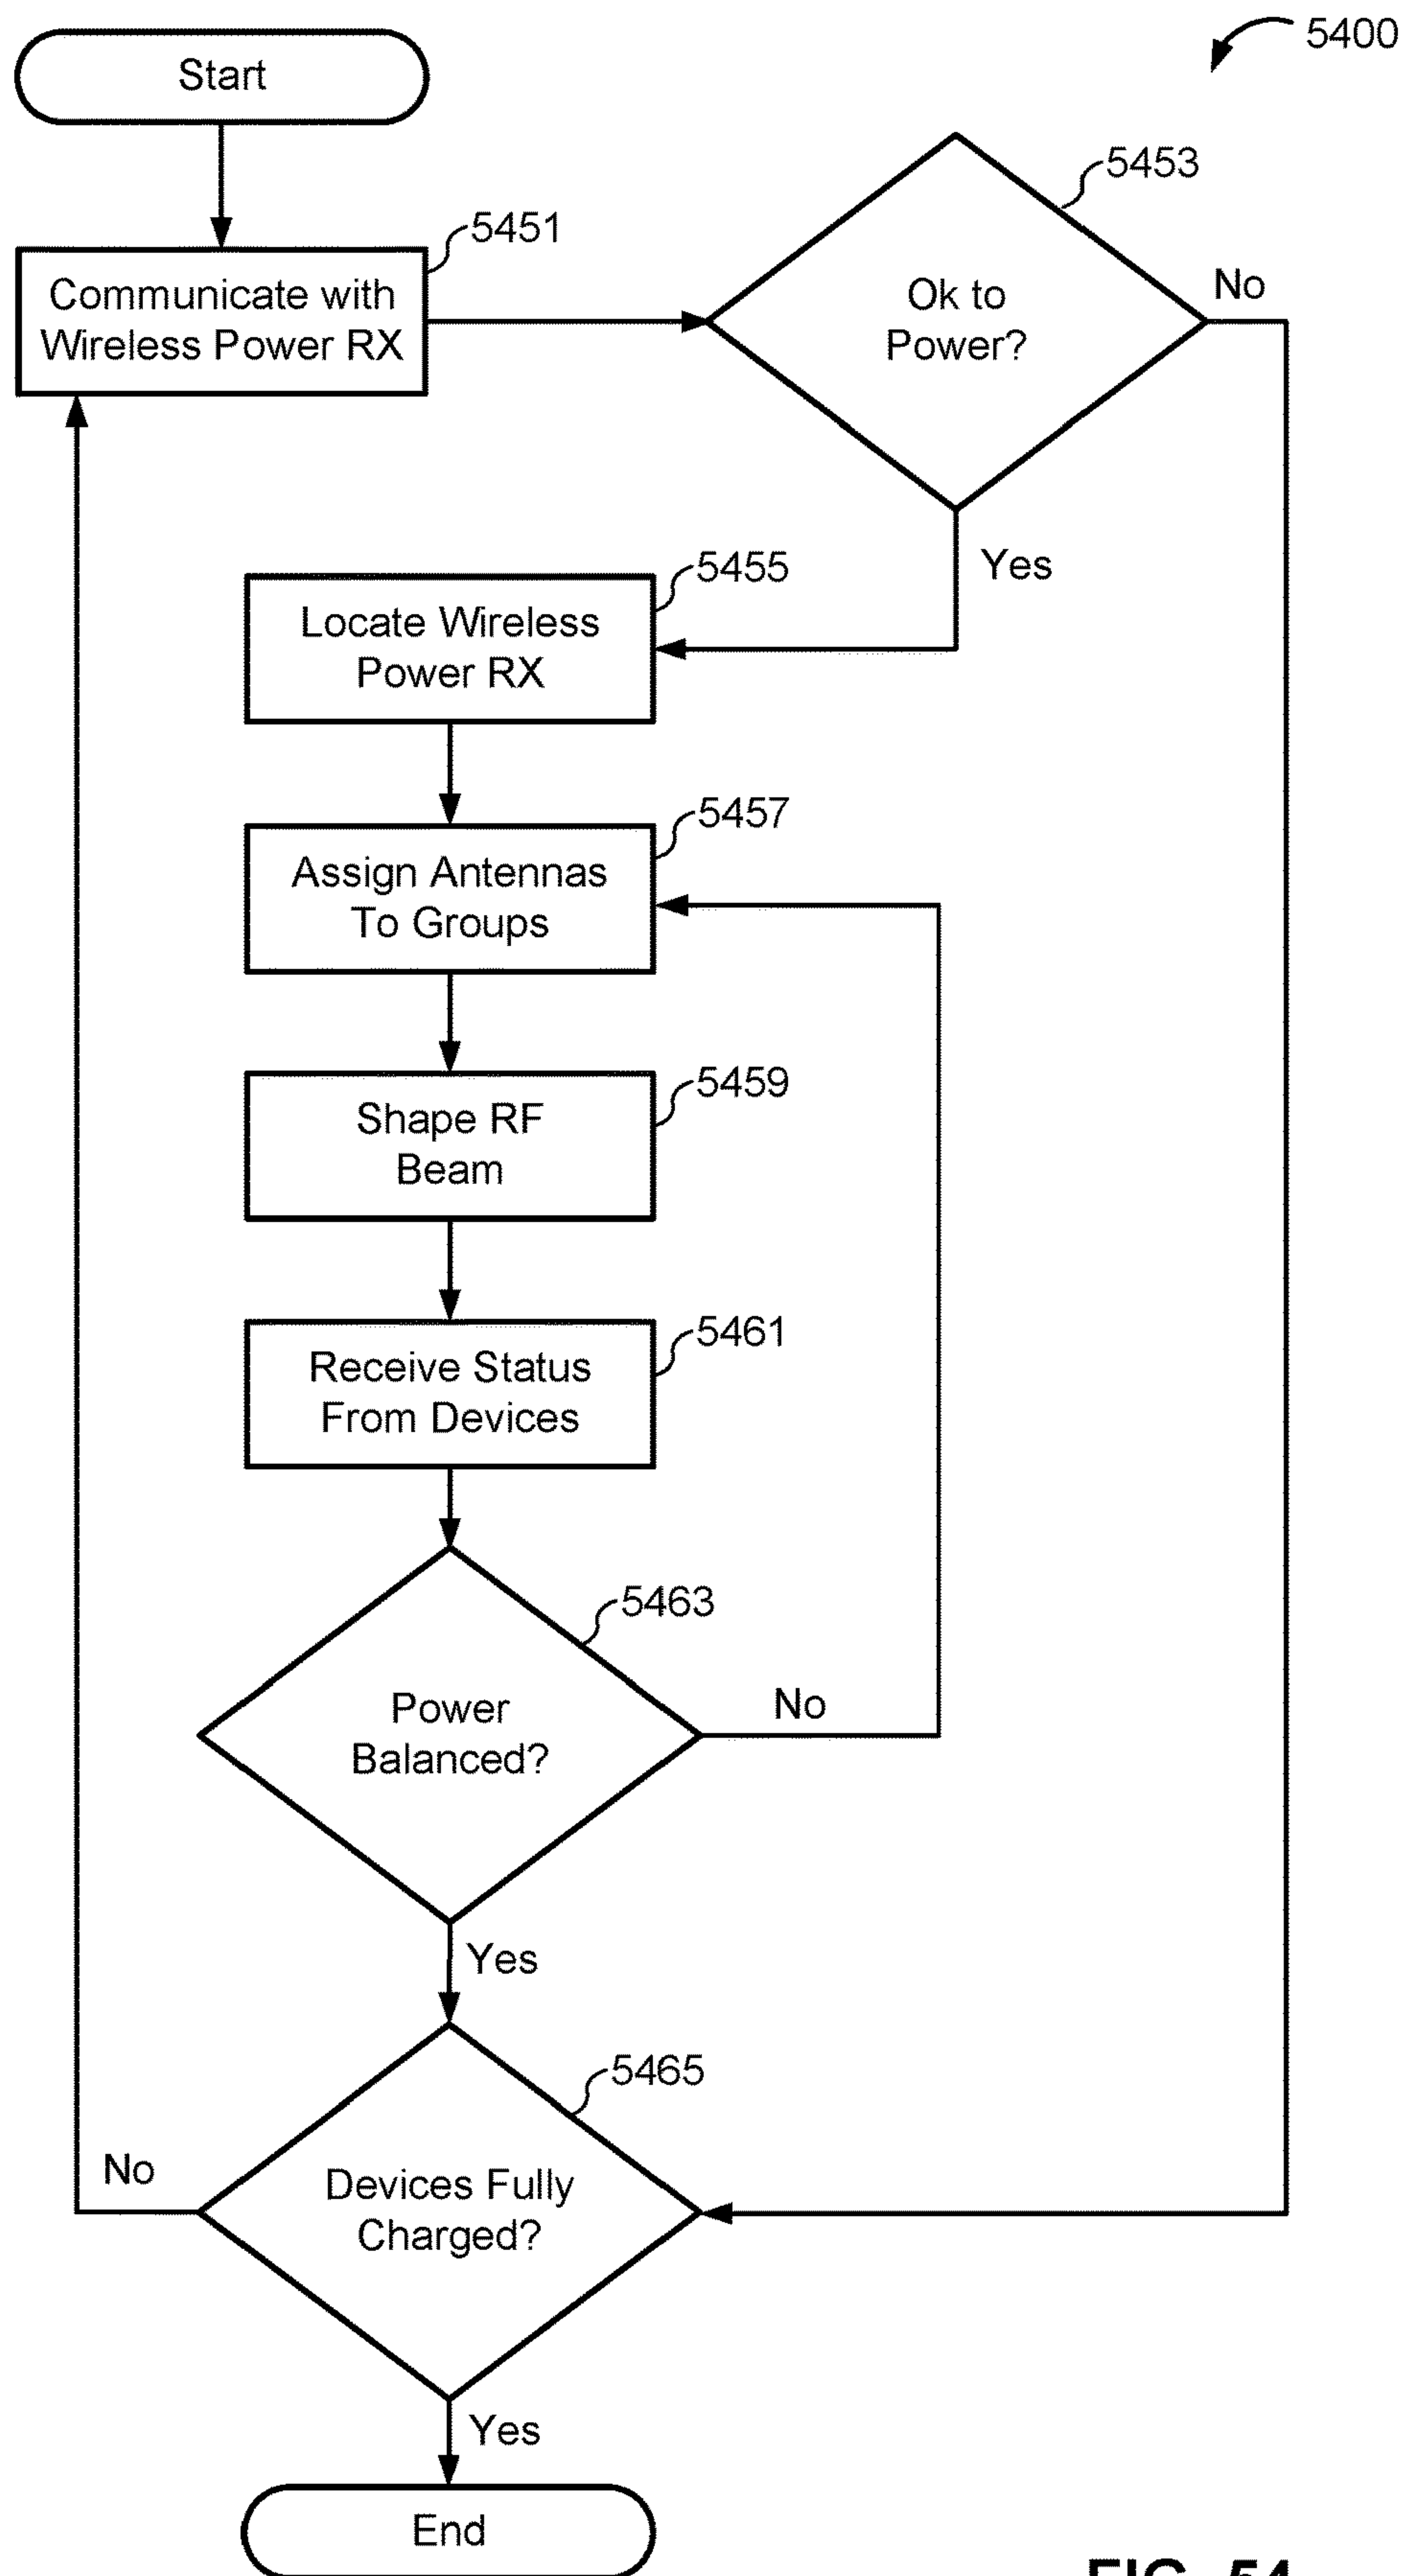 5400
Start
5451
Communicate with
Wireless Power RX
5453
Ok to
Power?
No
Yes
5455
Locate Wireless
Power RX
5457
Assign Antennas
To Groups
5459
Shape RF
Beam
5461
Receive Status
From Devices
5463
Power
Balanced?
No
Yes
5465
Devices Fully
Charged?
No
Yes
End
FIG. 54